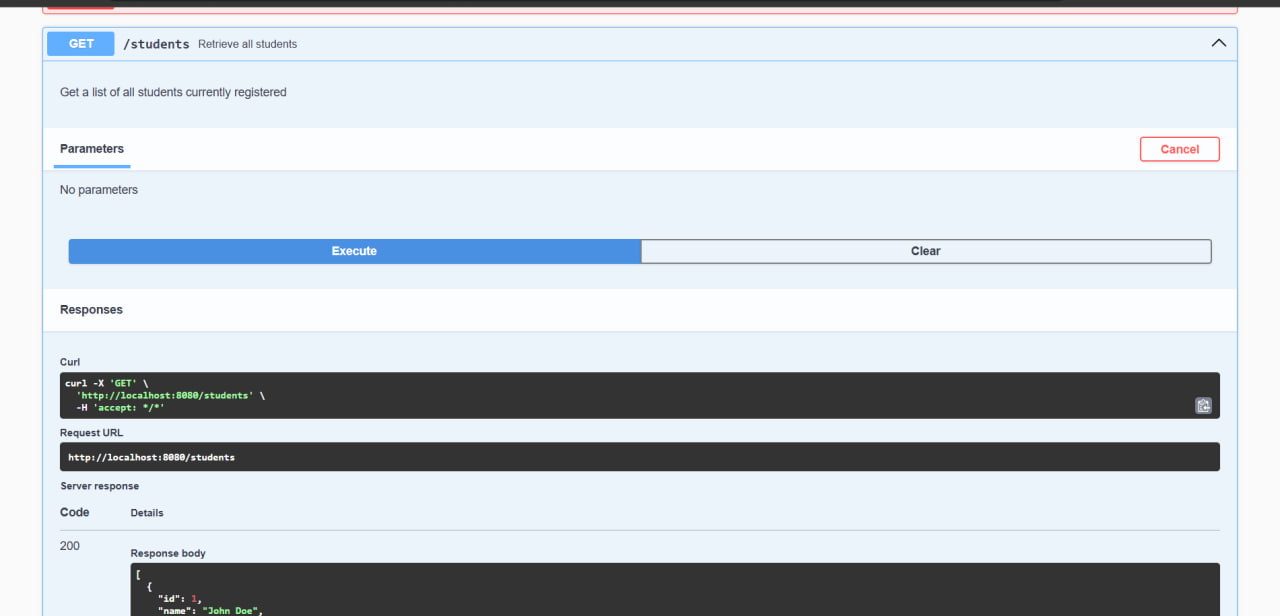 GET /students Retrieve all students
Get a list of all students currently registered
Parameters Cancel
No parameters
Execute Clear
Responses
Curl
curl -X 'GET' \
  'http://localhost:8080/students' \
  -H 'accept: */*'
Request URL
http://localhost:8080/students
Server response
Code Details
200
Response body
[
  {
    "id": 1,
    "name": "John Doe",